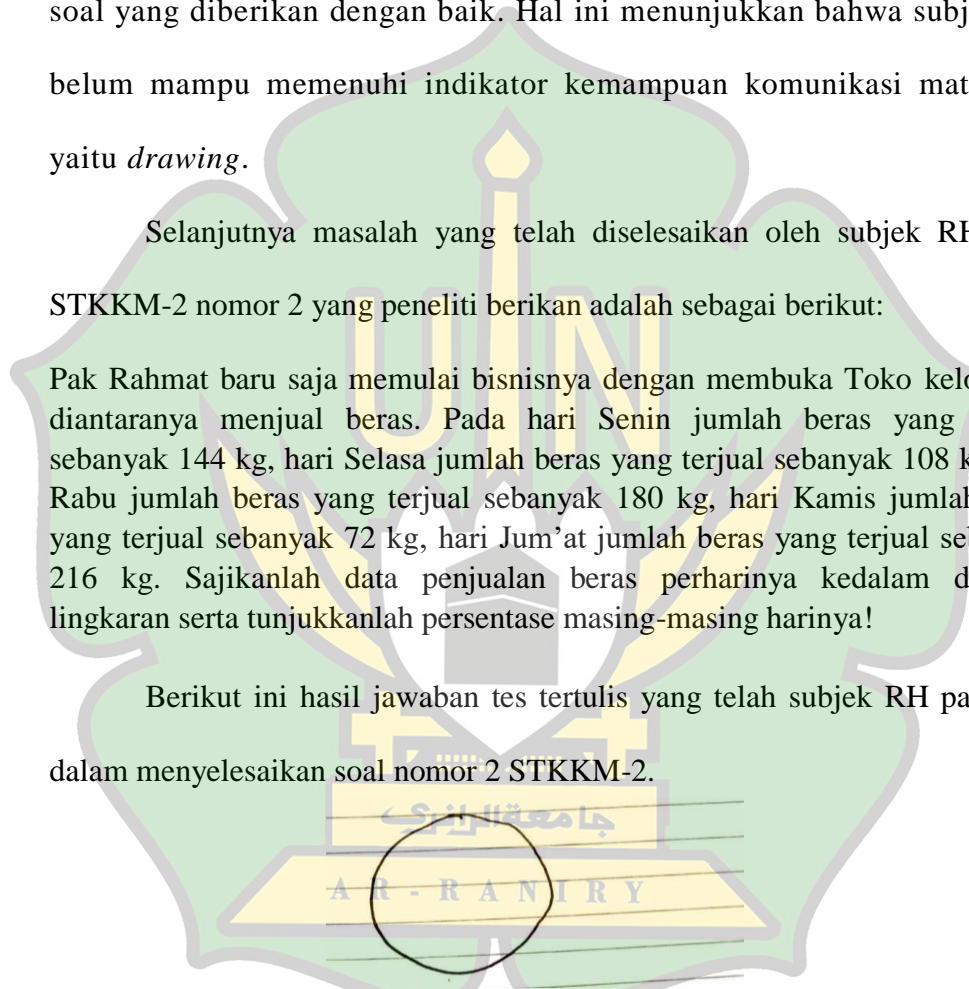 soal yang diberikan dengan baik. Hal ini menunjukkan bahwa subj
belum mampu memenuhi indikator kemampuan komunikasi mat
yaitu drawing.
Selanjutnya masalah yang telah diselesaikan oleh subjek RH
STKKM-2 nomor 2 yang peneliti berikan adalah sebagai berikut:
Pak Rahmat baru saja memulai bisnisnya dengan membuka Toko kelo
diantaranya menjual beras. Pada hari Senin jumlah beras yang
sebanyak 144 kg, hari Selasa jumlah beras yang terjual sebanyak 108 k
Rabu jumlah beras yang terjual sebanyak 180 kg, hari Kamis jumlah
yang terjual sebanyak 72 kg, hari Jum’at jumlah beras yang terjual se
216 kg. Sajikanlah data penjualan beras perharinya kedalam d
lingkaran serta tunjukkanlah persentase masing-masing harinya!
Berikut ini hasil jawaban tes tertulis yang telah subjek RH pa
dalam menyelesaikan soal nomor 2 STKKM-2.
UIN
جامعة الرانري
AR-RANIRY